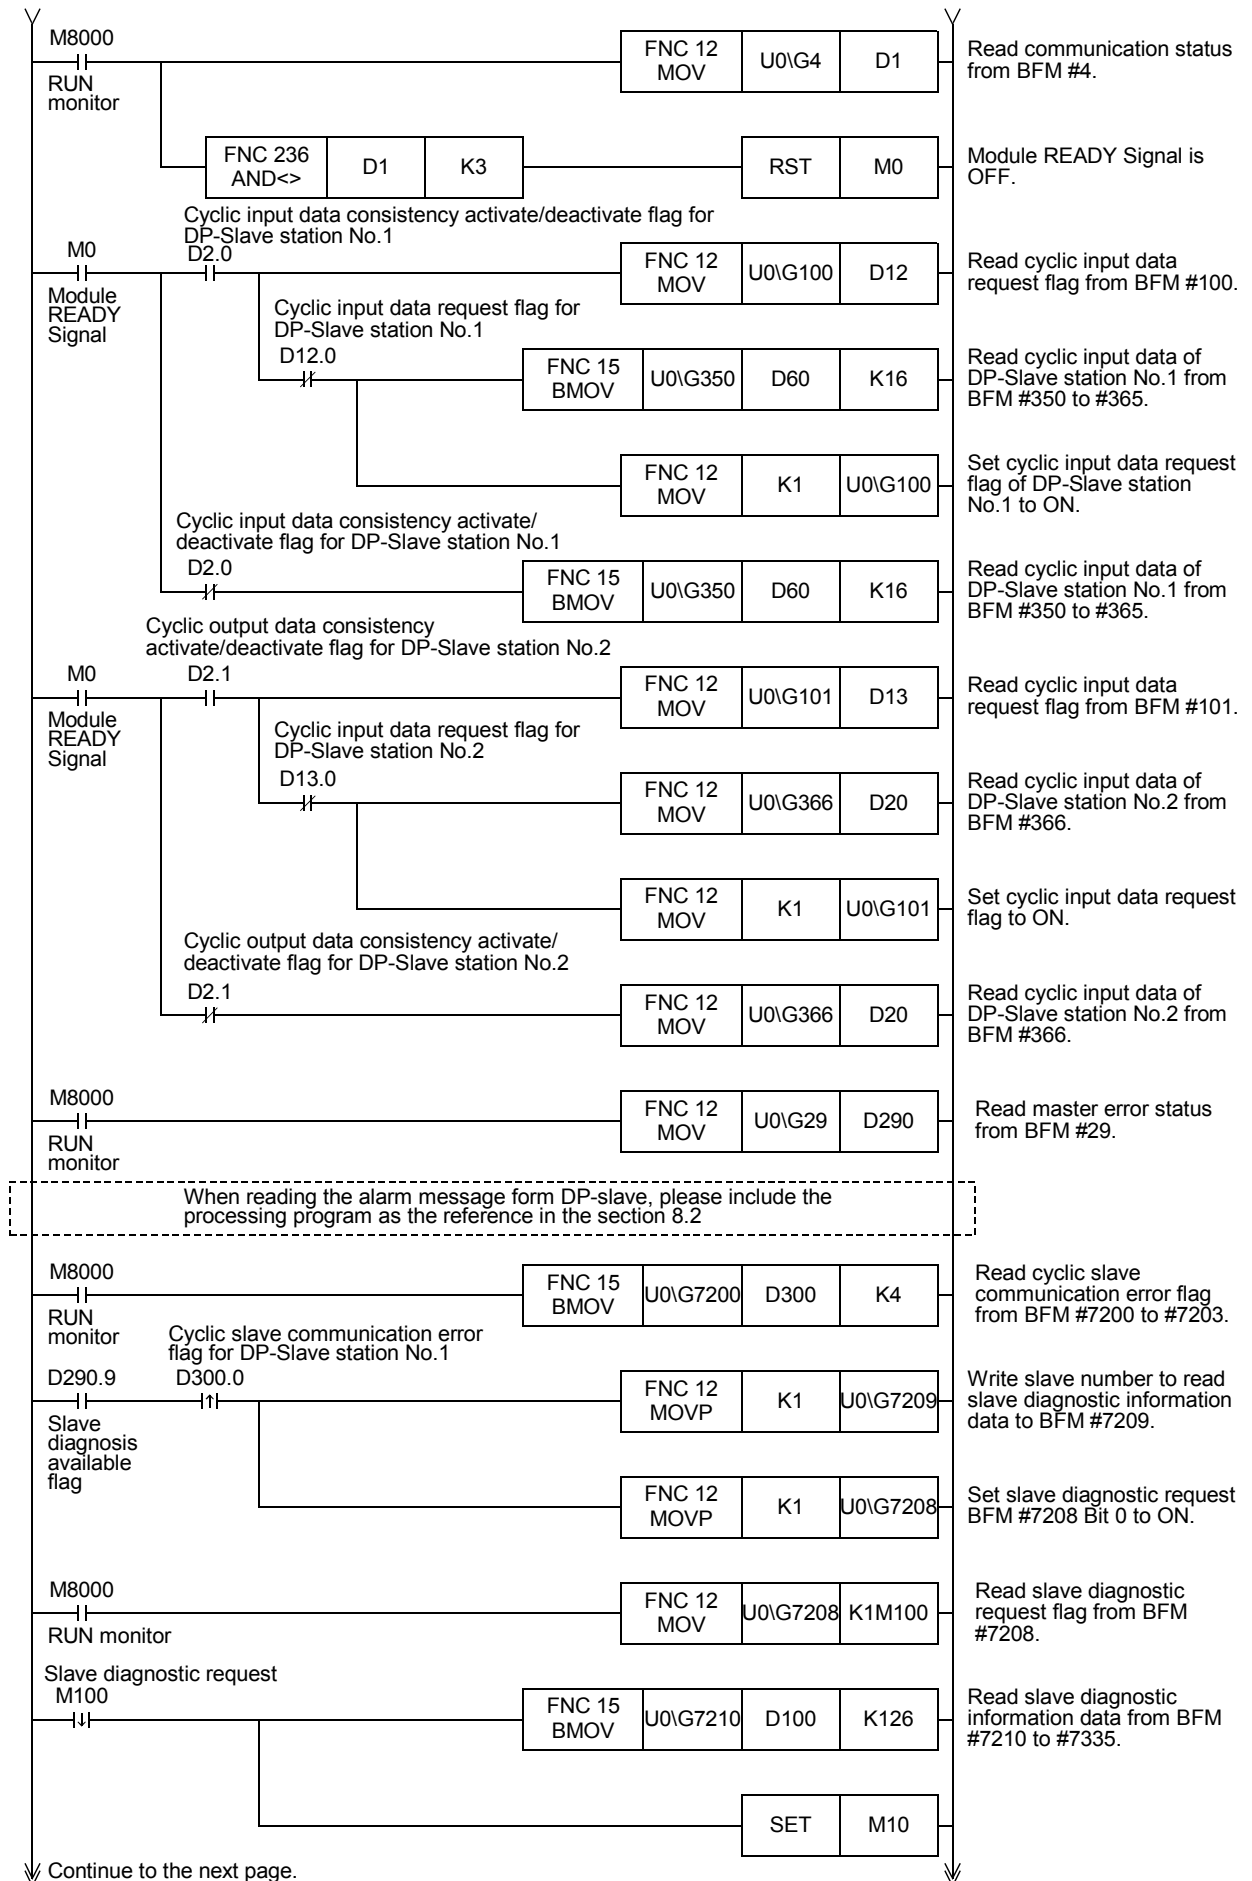 M8000
RUN
monitor
FNC 12
MOV
U0\G4
D1
Read communication status
from BFM #4.
FNC 236
AND<>
D1
K3
RST
M0
Module READY Signal is
OFF.
Cyclic input data consistency activate/deactivate flag for
DP-Slave station No.1
M0
D2.0
Module
READY
Signal
FNC 12
MOV
U0\G100
D12
Read cyclic input data
request flag from BFM #100.
Cyclic input data request flag for
DP-Slave station No.1
D12.0
FNC 15
BMOV
U0\G350
D60
K16
Read cyclic input data of
DP-Slave station No.1 from
BFM #350 to #365.
FNC 12
MOV
K1
U0\G100
Set cyclic input data request
flag of DP-Slave station
No.1 to ON.
Cyclic input data consistency activate/
deactivate flag for DP-Slave station No.1
D2.0
FNC 15
BMOV
U0\G350
D60
K16
Read cyclic input data of
DP-Slave station No.1 from
BFM #350 to #365.
Cyclic output data consistency
activate/deactivate flag for DP-Slave station No.2
M0
D2.1
Module
READY
Signal
FNC 12
MOV
U0\G101
D13
Read cyclic input data
request flag from BFM #101.
Cyclic input data request flag for
DP-Slave station No.2
D13.0
FNC 12
MOV
U0\G366
D20
Read cyclic input data of
DP-Slave station No.2 from
BFM #366.
FNC 12
MOV
K1
U0\G101
Set cyclic input data request
flag to ON.
Cyclic output data consistency activate/
deactivate flag for DP-Slave station No.2
D2.1
FNC 12
MOV
U0\G366
D20
Read cyclic input data of
DP-Slave station No.2 from
BFM #366.
M8000
RUN
monitor
FNC 12
MOV
U0\G29
D290
Read master error status
from BFM #29.
When reading the alarm message form DP-slave, please include the
processing program as the reference in the section 8.2
M8000
RUN
monitor
FNC 15
BMOV
U0\G7200
D300
K4
Read cyclic slave
communication error flag
from BFM #7200 to #7203.
Cyclic slave communication error
flag for DP-Slave station No.1
D290.9
D300.0
Slave
diagnosis
available
flag
FNC 12
MOVP
K1
U0\G7209
Write slave number to read
slave diagnostic information
data to BFM #7209.
FNC 12
MOVP
K1
U0\G7208
Set slave diagnostic request
BFM #7208 Bit 0 to ON.
M8000
RUN monitor
FNC 12
MOV
U0\G7208
K1M100
Read slave diagnostic
request flag from BFM
#7208.
Slave diagnostic request
M100
FNC 15
BMOV
U0\G7210
D100
K126
Read slave diagnostic
information data from BFM
#7210 to #7335.
SET
M10
Continue to the next page.